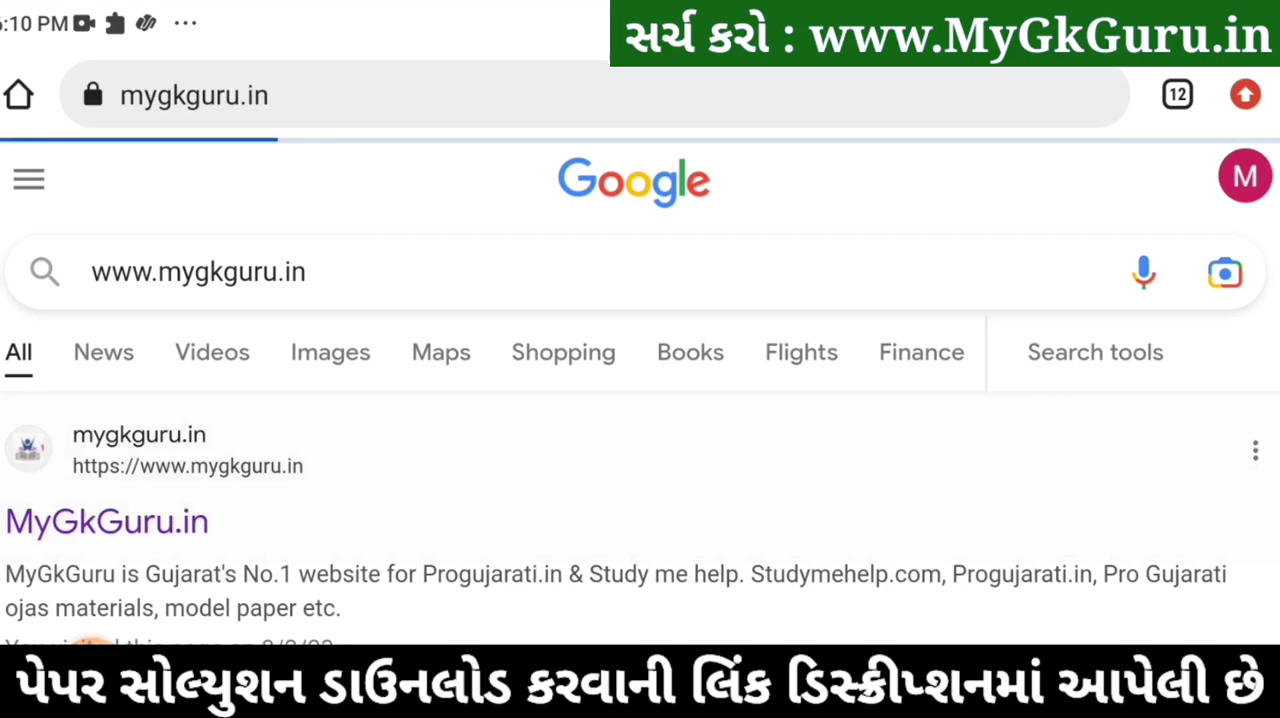 :10 PM
સર્ચ કરો : www.MyGkGuru.in
mygkguru.in
12
Google
M
www.mygkguru.in
All News Videos Images Maps Shopping Books Flights Finance Search tools
mygkguru.in
https://www.mygkguru.in
MyGkGuru.in
MyGkGuru is Gujarat's No.1 website for Progujarati.in & Study me help. Studymehelp.com, Progujarati.in, Pro Gujarati
ojas materials, model paper etc.
પેપર સોલ્યુશન ડાઉનલોડ કરવાની લિંક ડિસ્ક્રીપ્શનમાં આપેલી છે